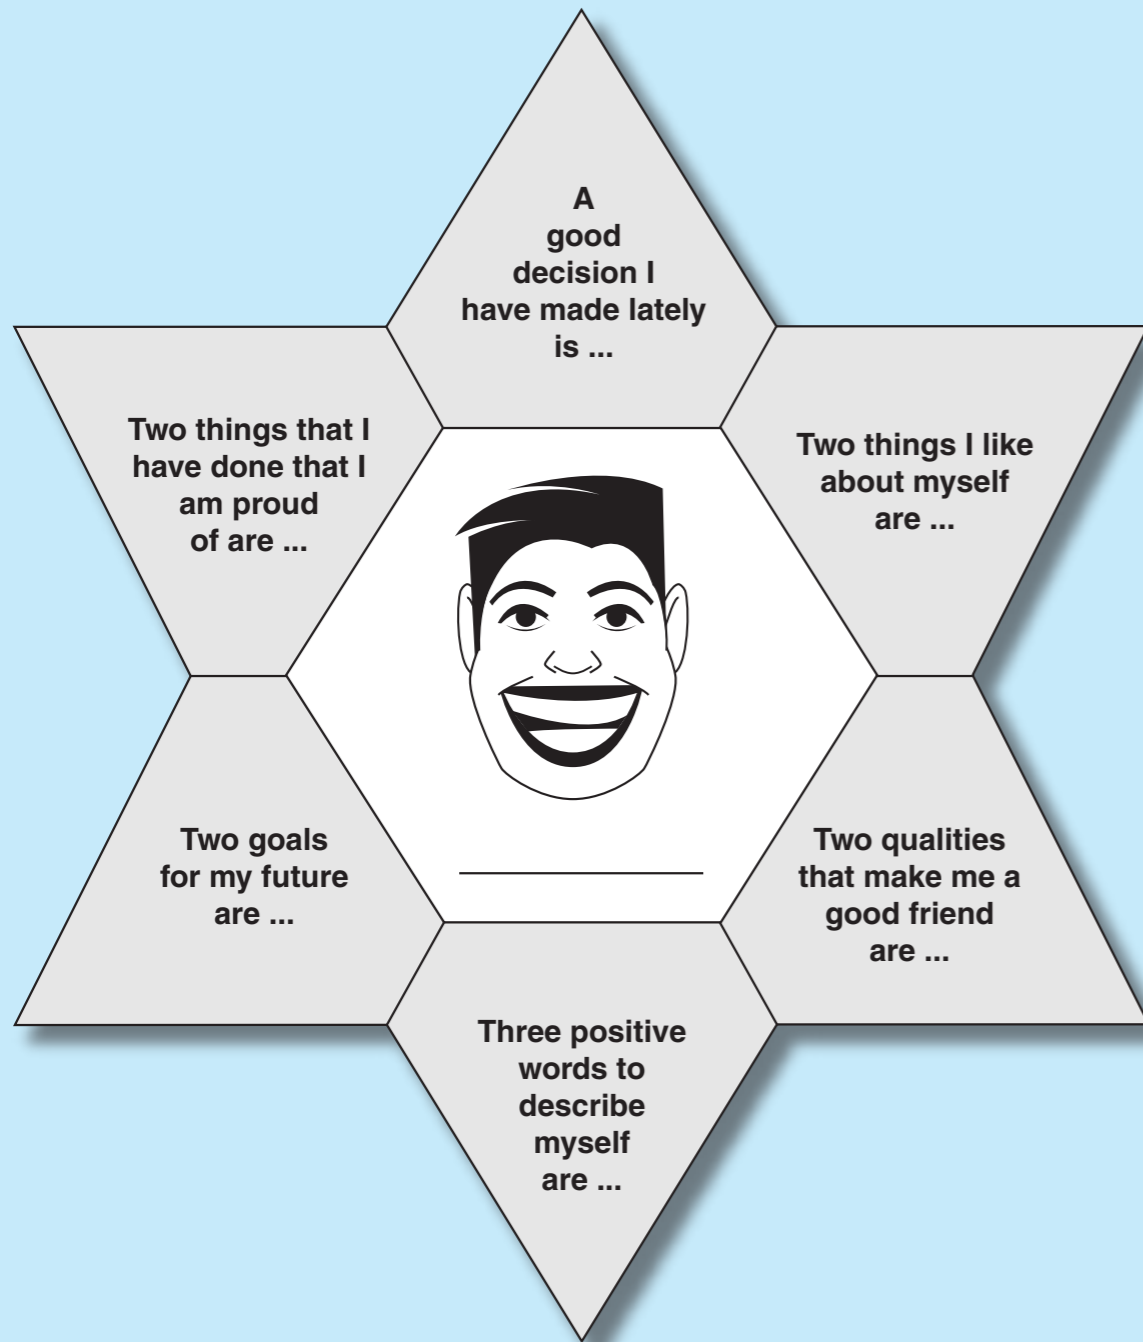 A
good
decision I
have made lately
is ...
Two things that I
have done that I
am proud
of are ...
Two things I like
about myself
are ...
Two goals
for my future
are ...
Two qualities
that make me a
good friend
are ...
Three positive
words to
describe
myself
are ...